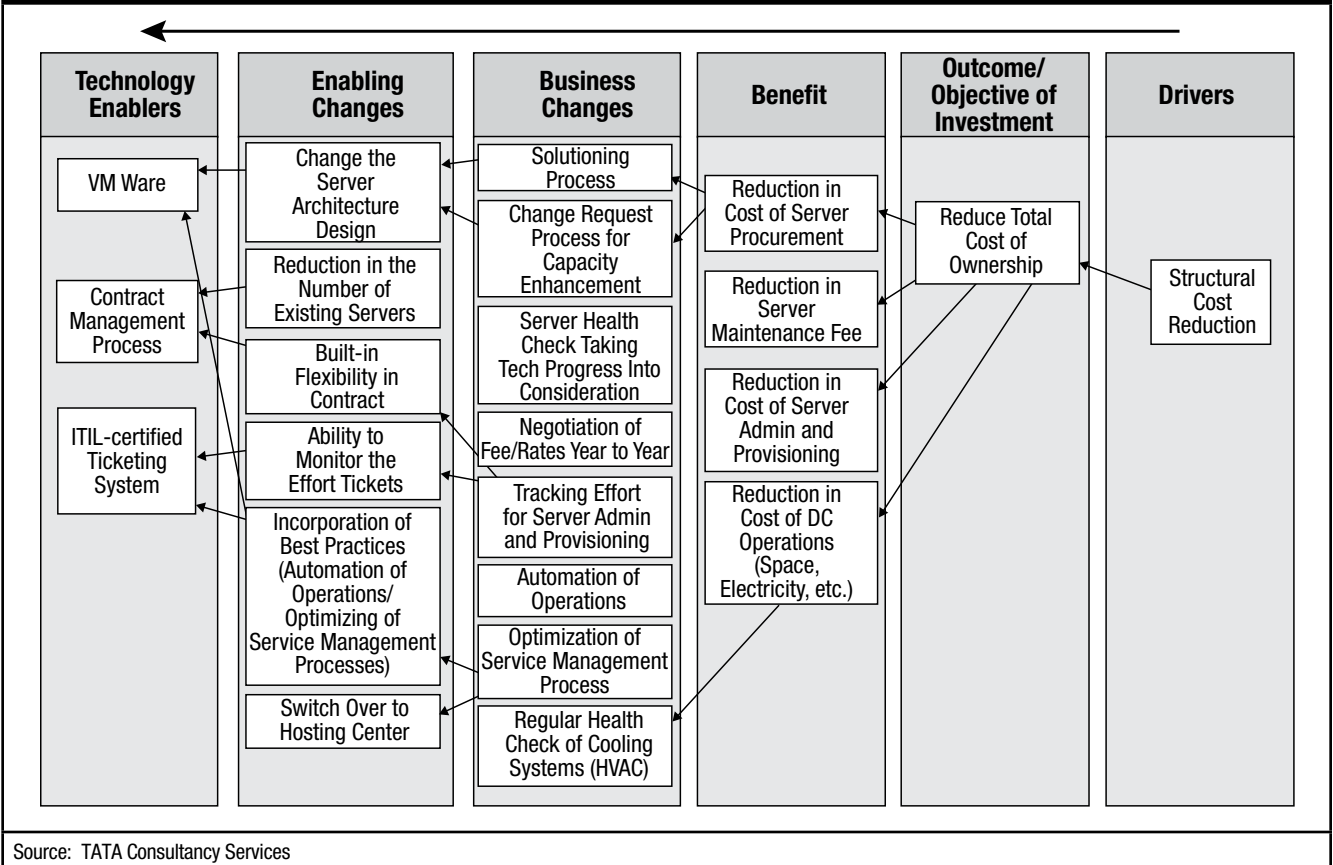 Technology
Enablers
Enabling
Changes
Business
Changes
Benefit
Outcome/
Objective of
Investment
Drivers
VM Ware
Contract
Management
Process
ITIL-certified
Ticketing
System
Change the
Server
Architecture
Design
Reduction in the
Number of
Existing Servers
Built-in
Flexibility in
Contract
Ability to
Monitor the
Effort Tickets
Incorporation of
Best Practices
(Automation of
Operations/
Optimizing of
Service Management
Processes)
Switch Over to
Hosting Center
Solutioning
Process
Change Request
Process for
Capacity
Enhancement
Server Health
Check Taking
Tech Progress Into
Consideration
Negotiation of
Fee/Rates Year to Year
Tracking Effort
for Server Admin
and Provisioning
Automation of
Operations
Optimization of
Service Management
Process
Regular Health
Check of Cooling
Systems (HVAC)
Reduction in
Cost of Server
Procurement
Reduction in
Server
Maintenance Fee
Reduction in
Cost of Server
Admin and
Provisioning
Reduction in
Cost of DC
Operations
(Space,
Electricity, etc.)
Reduce Total
Cost of
Ownership
Structural
Cost
Reduction
Source: TATA Consultancy Services